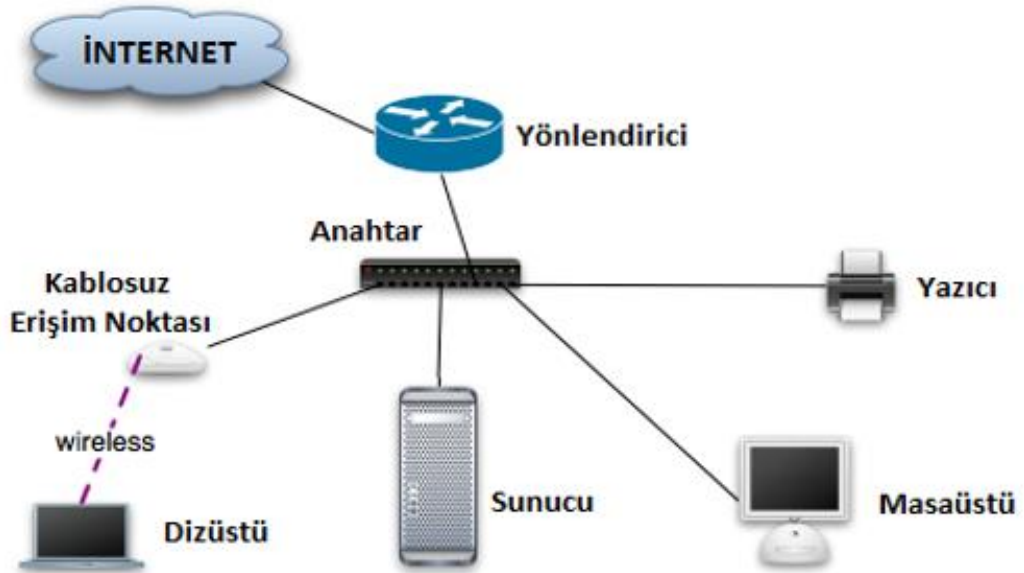 İNTERNET
Yönlendirici
Anahtar
Kablosuz
Erişim Noktası
Yazıcı
wireless
Sunucu
Masaüstü
Dizüstü